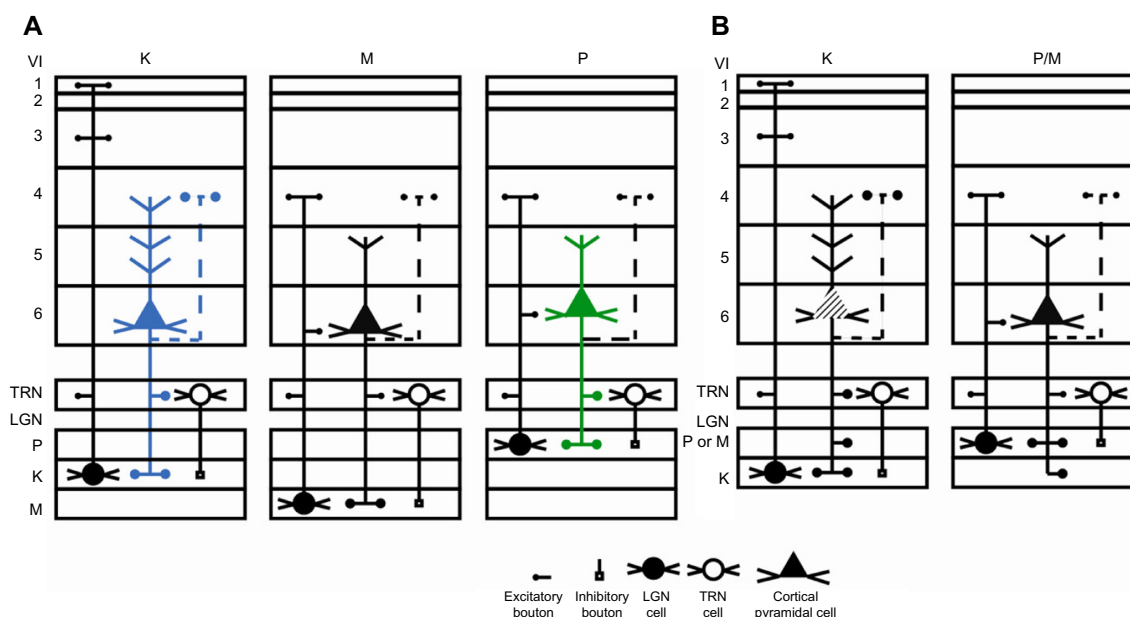 A
B
VI K M P
VI K P/M
1
2
3
4
5
6
TRN
LGN
P
K
M
1
2
3
4
5
6
TRN
LGN
P or M
K
Excitatory bouton
Inhibitory bouton
LGN cell
TRN cell
Cortical pyramidal cell